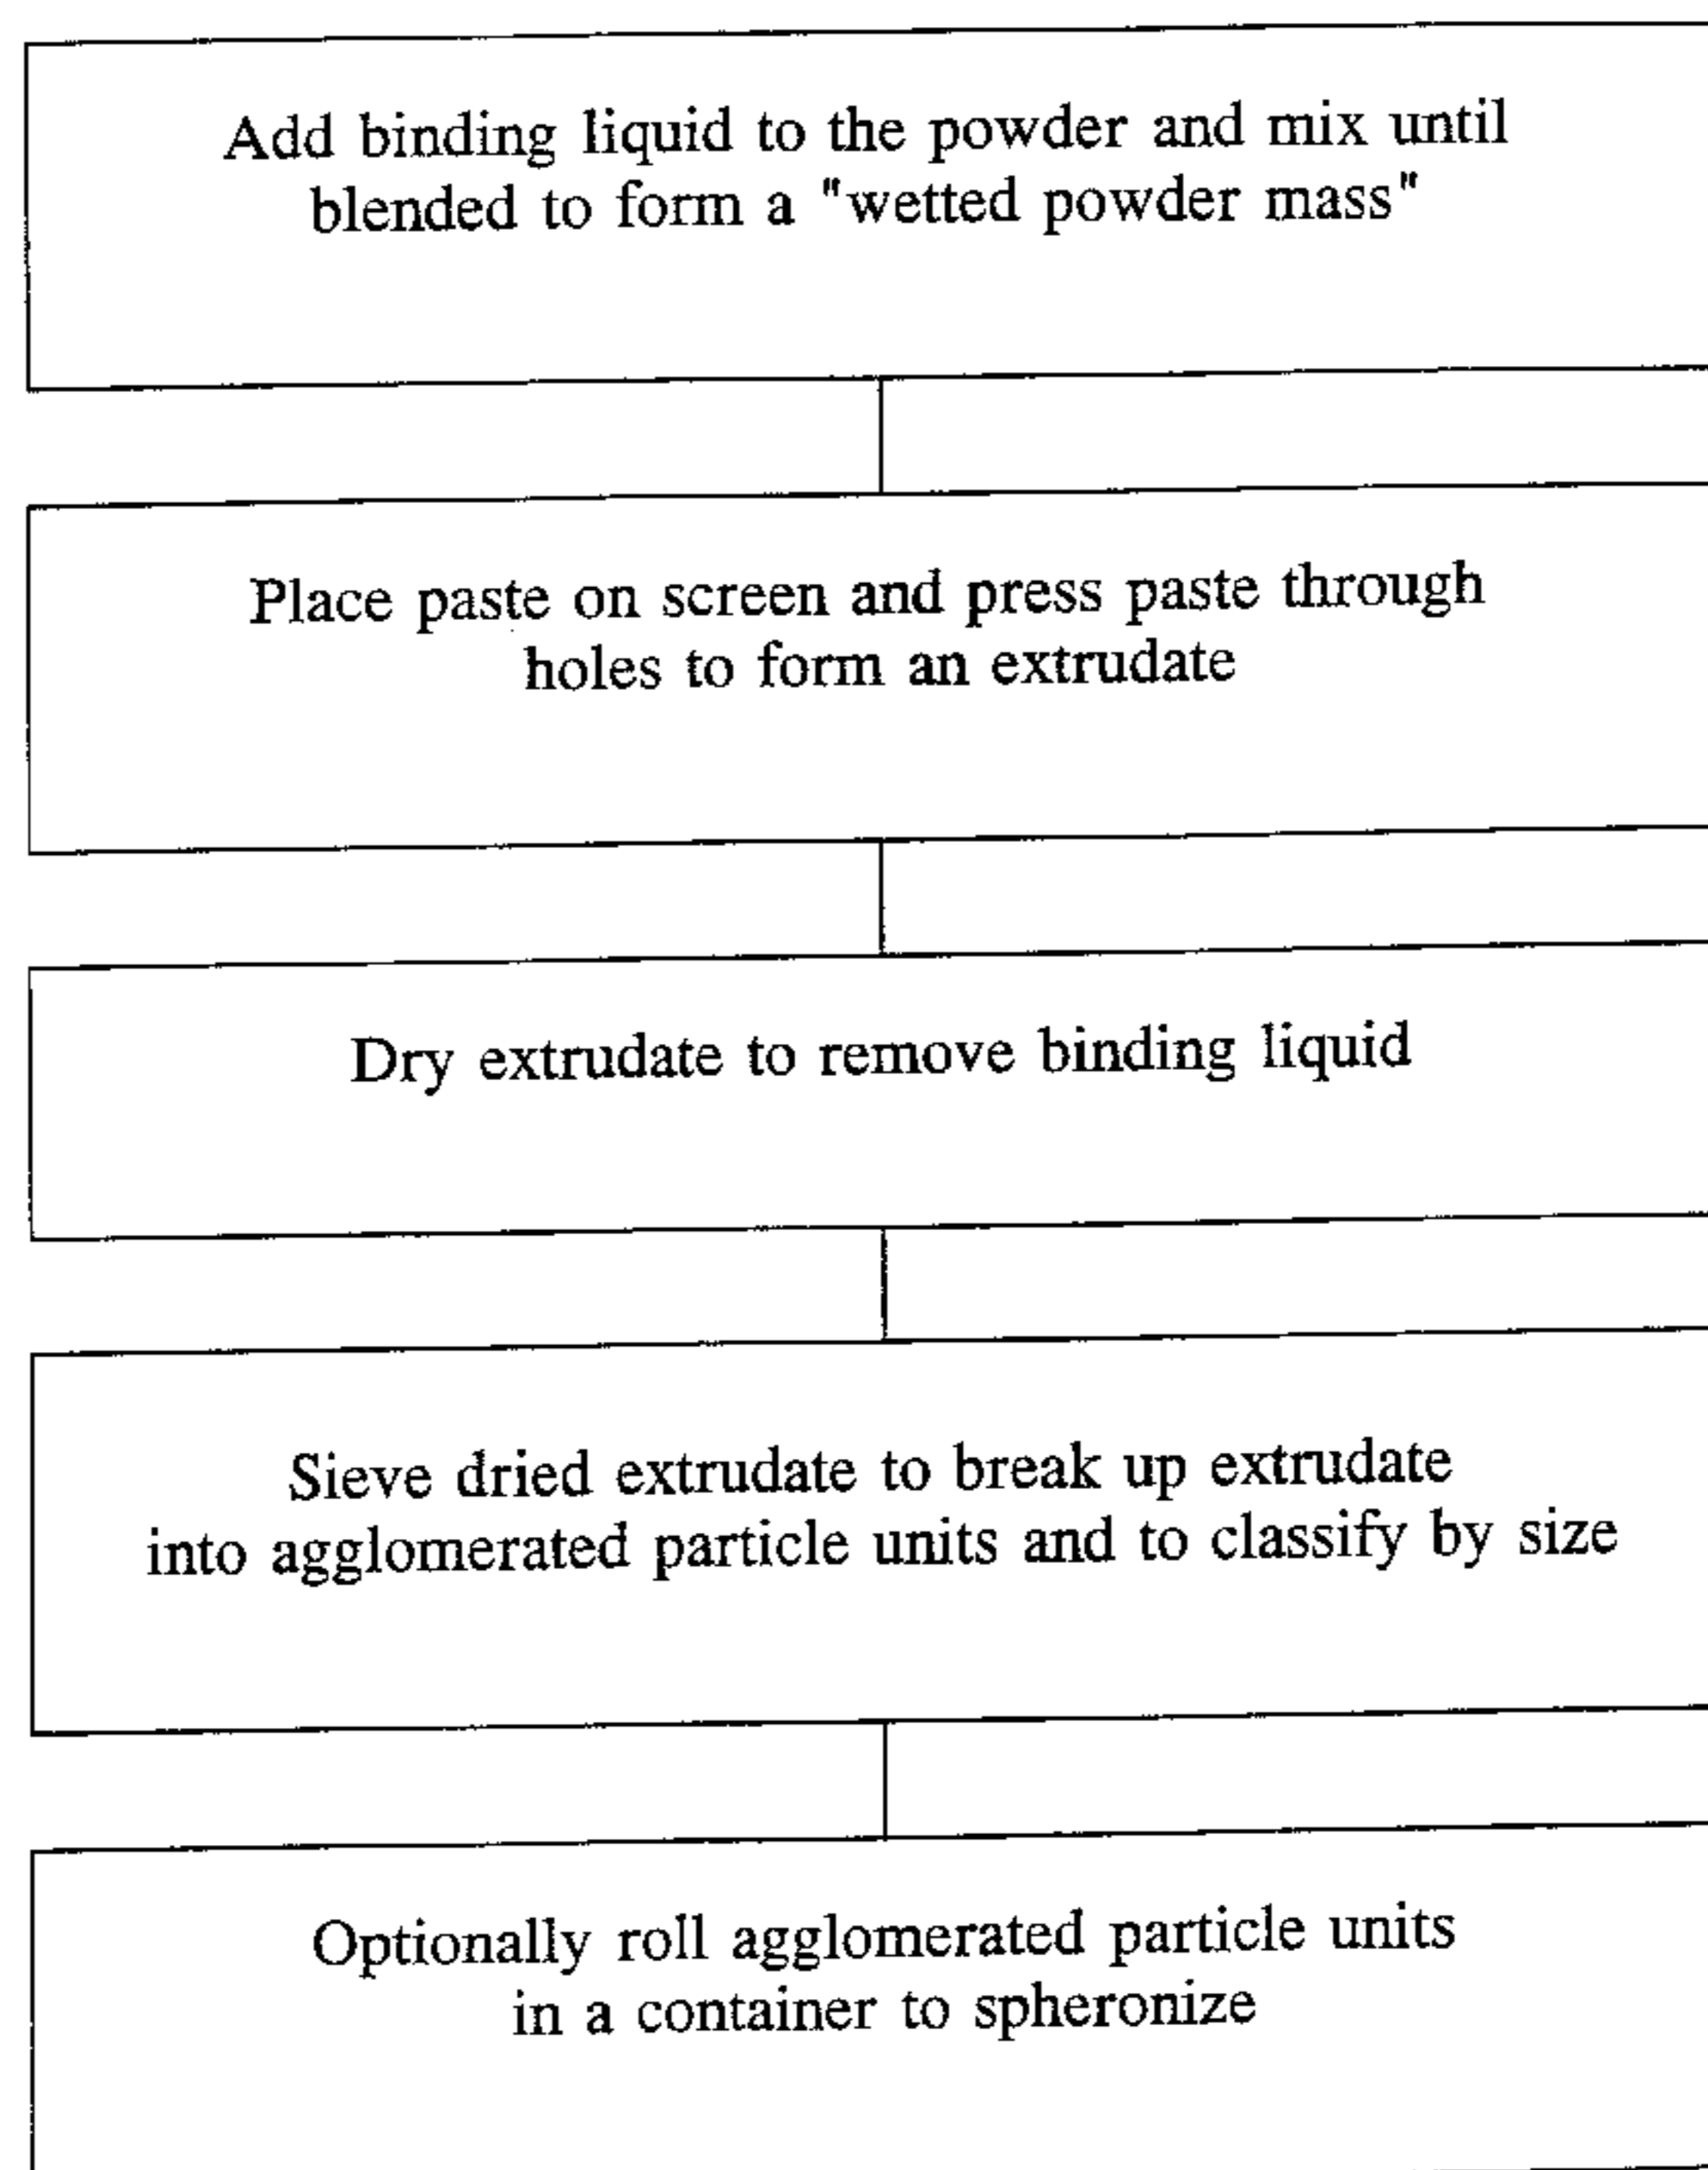 Add binding liquid to the powder and mix until
blended to form a "wetted powder mass"
Place paste on screen and press paste through
holes to form an extrudate
Dry extrudate to remove binding liquid
Sieve dried extrudate to break up extrudate
into agglomerated particle units and to classify by size
Optionally roll agglomerated particle units
in a container to spheronize